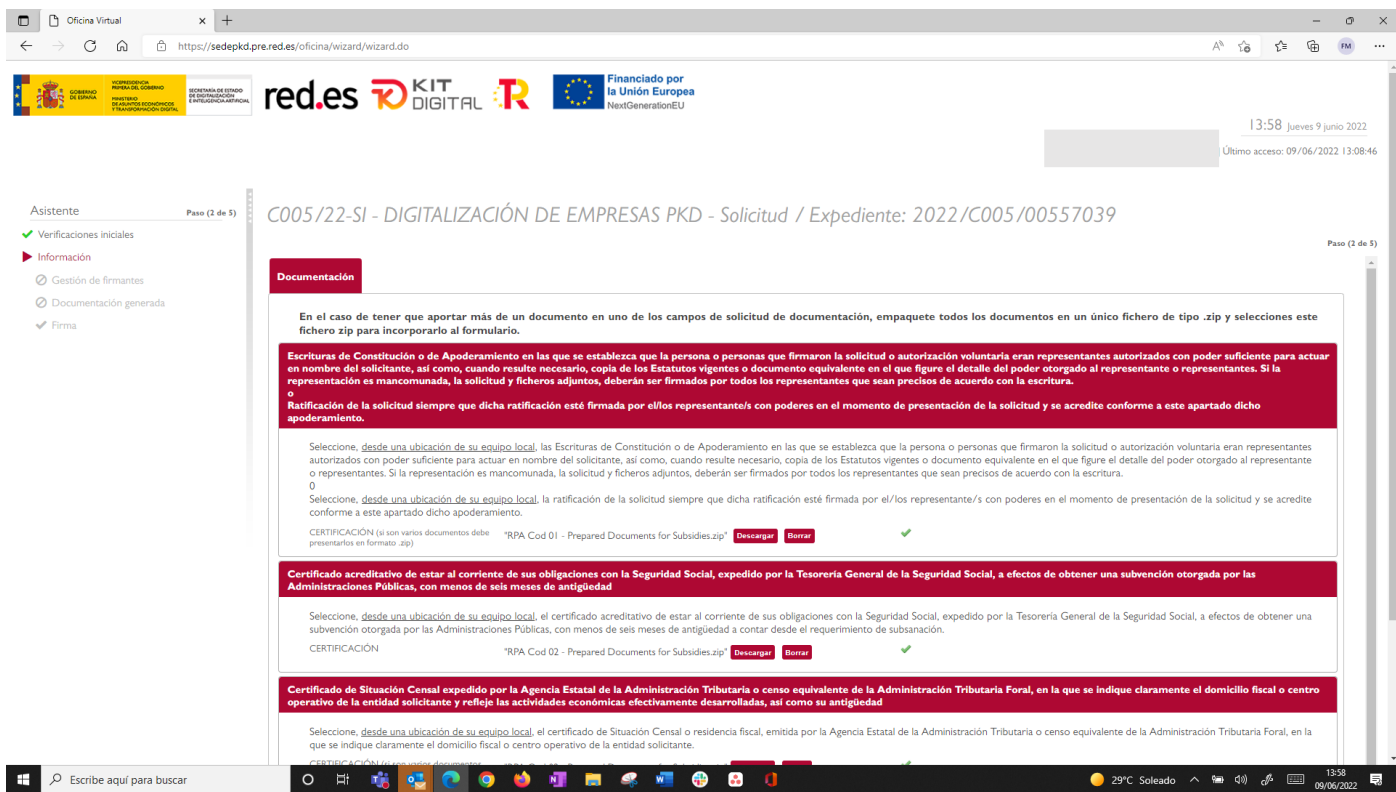 Oficina Virtual
https://sedepkd.pre.red.es/oficina/wizard/wizard.do
FM
GOBIERNO DE ESPAÑA
VICEPRESIDENCIA PRIMERA DEL GOBIERNO
MINISTERIO DE ASUNTOS ECONÓMICOS Y TRANSFORMACIÓN DIGITAL
SECRETARÍA DE ESTADO DE DIGITALIZACIÓN E INTELIGENCIA ARTIFICIAL
red.es
KIT DIGITAL
Financiado por
la Unión Europea
NextGenerationEU
13:58 Jueves 9 junio 2022
Último acceso: 09/06/2022 13:08:46
Asistente Paso (2 de 5)
Verificaciones iniciales
Información
Gestión de firmantes
Documentación generada
Firma
C005/22-SI - DIGITALIZACIÓN DE EMPRESAS PKD - Solicitud / Expediente: 2022/C005/00557039
Paso (2 de 5)
Documentación
En el caso de tener que aportar más de un documento en uno de los campos de solicitud de documentación, empaquete todos los documentos en un único fichero de tipo .zip y selecciones este
fichero zip para incorporarlo al formulario.
Escrituras de Constitución o de Apoderamiento en las que se establezca que la persona o personas que firmaron la solicitud o autorización voluntaria eran representantes autorizados con poder suficiente para actuar
en nombre del solicitante, así como, cuando resulte necesario, copia de los Estatutos vigentes o documento equivalente en el que figure el detalle del poder otorgado al representante o representantes. Si la
representación es mancomunada, la solicitud y ficheros adjuntos, deberán ser firmados por todos los representantes que sean precisos de acuerdo con la escritura.
o
Ratificación de la solicitud siempre que dicha ratificación esté firmada por el/los representante/s con poderes en el momento de presentación de la solicitud y se acredite conforme a este apartado dicho
apoderamiento.
Seleccione, desde una ubicación de su equipo local, las Escrituras de Constitución o de Apoderamiento en las que se establezca que la persona o personas que firmaron la solicitud o autorización voluntaria eran representantes
autorizados con poder suficiente para actuar en nombre del solicitante, así como, cuando resulte necesario, copia de los Estatutos vigentes o documento equivalente en el que figure el detalle del poder otorgado al representante
o representantes. Si la representación es mancomunada, la solicitud y ficheros adjuntos, deberán ser firmados por todos los representantes que sean precisos de acuerdo con la escritura.
O
Seleccione, desde una ubicación de su equipo local, la ratificación de la solicitud siempre que dicha ratificación esté firmada por el/los representante/s con poderes en el momento de presentación de la solicitud y se acredite
conforme a este apartado dicho apoderamiento.
CERTIFICACIÓN (si son varios documentos debe
presentarlos en formato .zip)
"RPA Cod 01 - Prepared Documents for Subsidies.zip" Descargar Borrar
Certificado acreditativo de estar al corriente de sus obligaciones con la Seguridad Social, expedido por la Tesorería General de la Seguridad Social, a efectos de obtener una subvención otorgada por las
Administraciones Públicas, con menos de seis meses de antigüedad
Seleccione, desde una ubicación de su equipo local, el certificado acreditativo de estar al corriente de sus obligaciones con la Seguridad Social, expedido por la Tesorería General de la Seguridad Social, a efectos de obtener una
subvención otorgada por las Administraciones Públicas, con menos de seis meses de antigüedad a contar desde el requerimiento de subsanación.
CERTIFICACIÓN "RPA Cod 02 - Prepared Documents for Subsidies.zip" Descargar Borrar
Certificado de Situación Censal expedido por la Agencia Estatal de la Administración Tributaria o censo equivalente de la Administración Tributaria Foral, en la que se indique claramente el domicilio fiscal o centro
operativo de la entidad solicitante y refleje las actividades económicas efectivamente desarrolladas, así como su antigüedad
Seleccione, desde una ubicación de su equipo local, el certificado de Situación Censal o residencia fiscal, emitida por la Agencia Estatal de la Administración Tributaria o censo equivalente de la Administración Tributaria Foral, en la
que se indique claramente el domicilio fiscal o centro operativo de la entidad solicitante.
CERTIFICACIÓN (si son varios documentos
Escribe aquí para buscar
29°C Soleado
13:58
09/06/2022